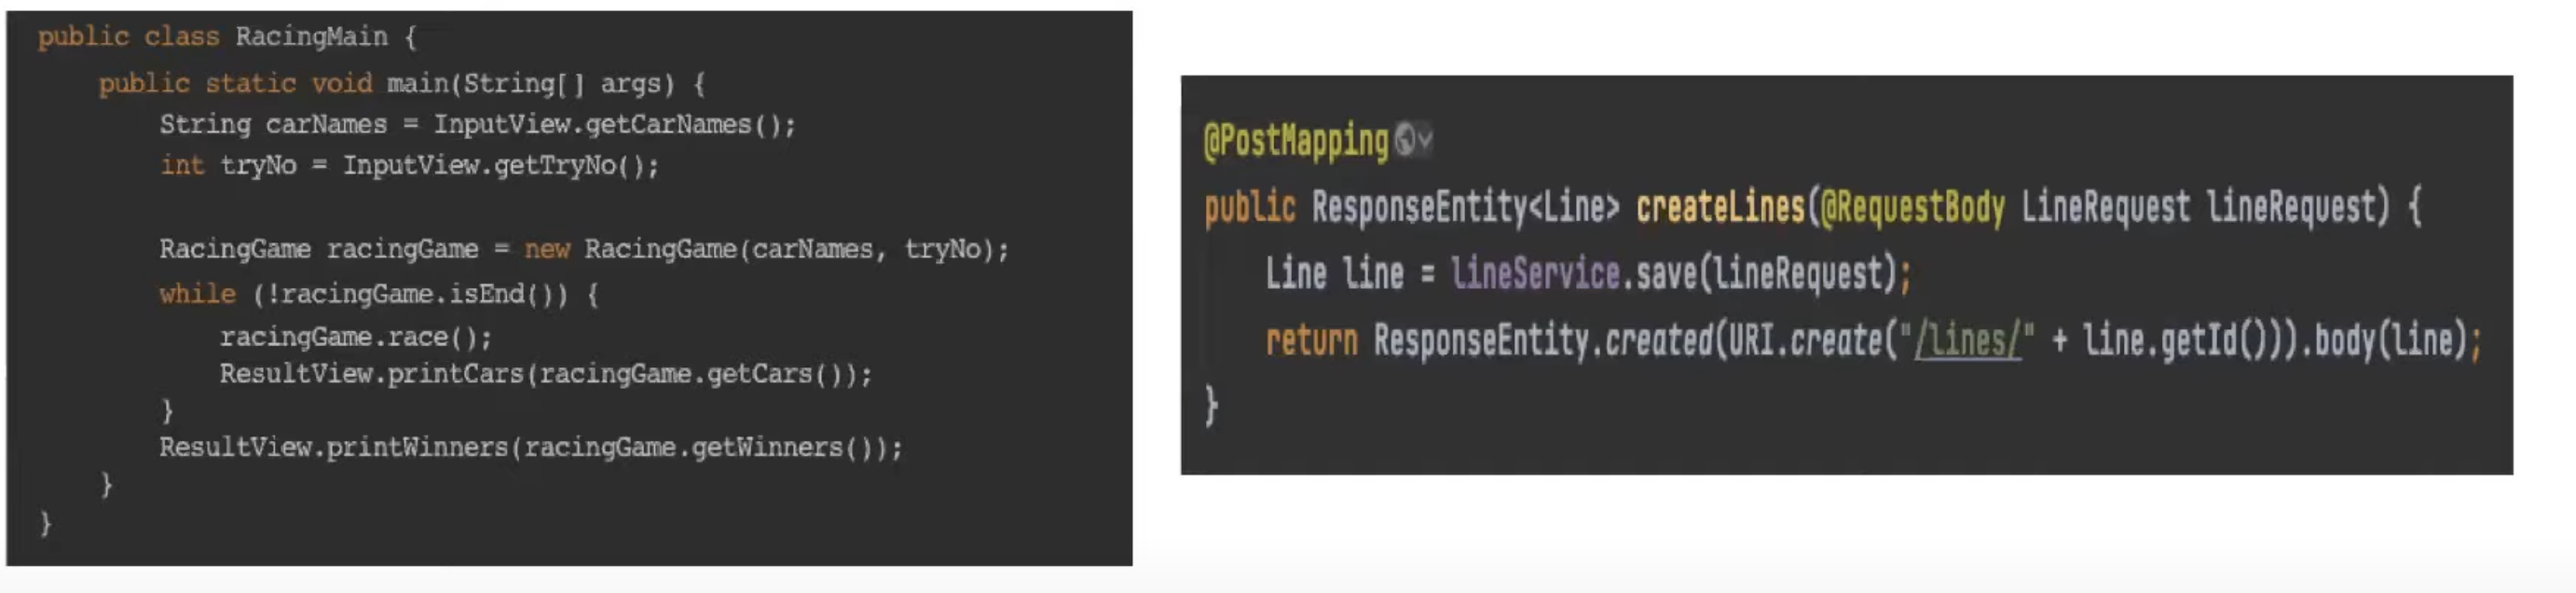 public class RacingMain {
public static void main(String[] args) {
String carNames = InputView.getCarNames();
int tryNo = InputView.getTryNo();
RacingGame racingGame = new RacingGame(carNames, tryNo);
while (!racingGame.isEnd()) {
racingGame.race();
ResultView.printCars(racingGame.getCars());
}
ResultView.printWinners(racingGame.getWinners());
}
}
@PostMapping
public ResponseEntity<Line> createLines(@RequestBody LineRequest lineRequest) {
Line line = lineService.save(lineRequest);
return ResponseEntity.created(URI.create("/lines/" + line.getId())).body(line);
}